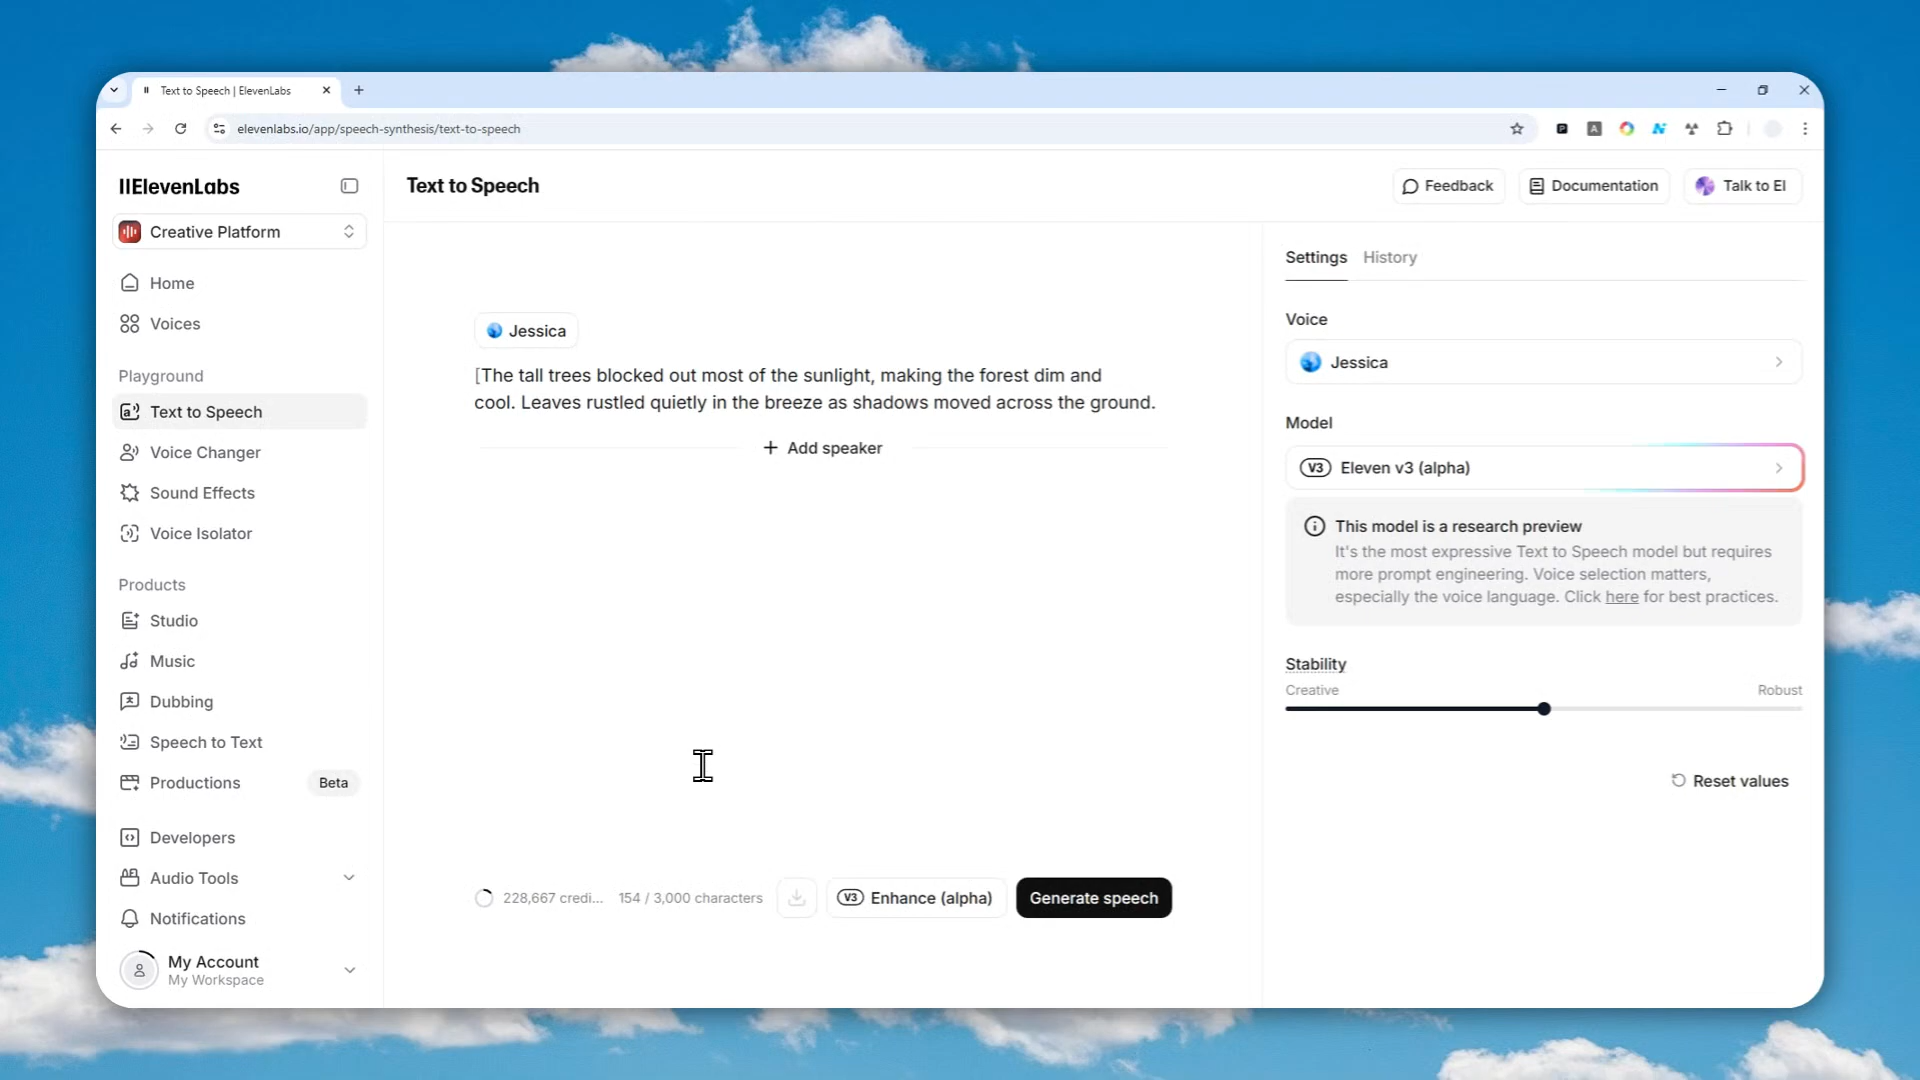 Text to Speech | ElevenLabs
elevenlabs.io/app/speech-synthesis/text-to-speech
IIElevenLabs
Creative Platform
Home
Voices
Playground
Text to Speech
Voice Changer
Sound Effects
Voice Isolator
Products
Studio
Music
Dubbing
Speech to Text
Productions Beta
Developers
Audio Tools
Notifications
My Account
My Workspace
Text to Speech
Feedback Documentation Talk to El
Jessica
[The tall trees blocked out most of the sunlight, making the forest dim and
cool. Leaves rustled quietly in the breeze as shadows moved across the ground.
+ Add speaker
228,667 credi... 154 / 3,000 characters V3 Enhance (alpha) Generate speech
Settings History
Voice
Jessica
Model
V3 Eleven v3 (alpha)
This model is a research preview
It's the most expressive Text to Speech model but requires
more prompt engineering. Voice selection matters,
especially the voice language. Click here for best practices.
Stability
Creative Robust
Reset values